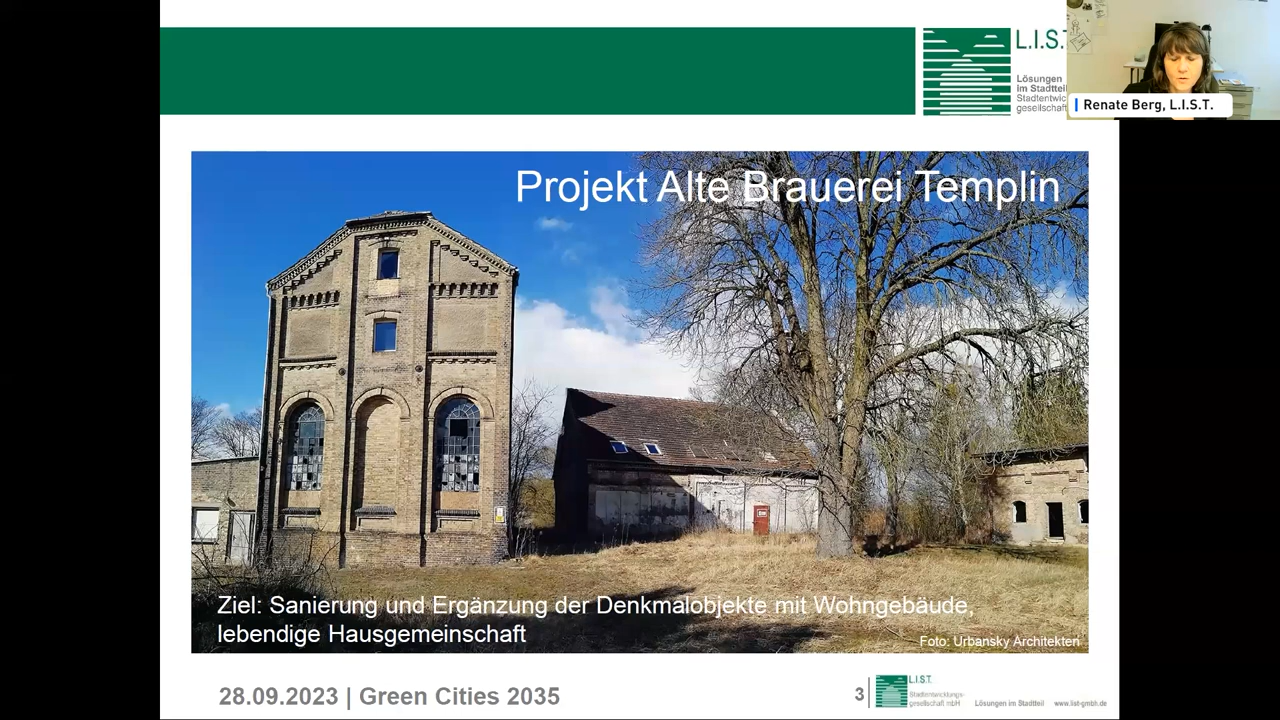 L.I.S.T
Lösungen
im Stadtteil
Stadtentwic
gesellschaft
Renate Berg, L.I.S.T.
Projekt Alte Brauerei Templin
Ziel: Sanierung und Ergänzung der Denkmalobjekte mit Wohngebäude,
lebendige Hausgemeinschaft
Foto: Urbansky Architekten
28.09.2023 | Green Cities 2035
3
L.I.S.T.
Stadtentwicklungs-
gesellschaft mbH
Lösungen im Stadtteil
www.list-gmbh.de